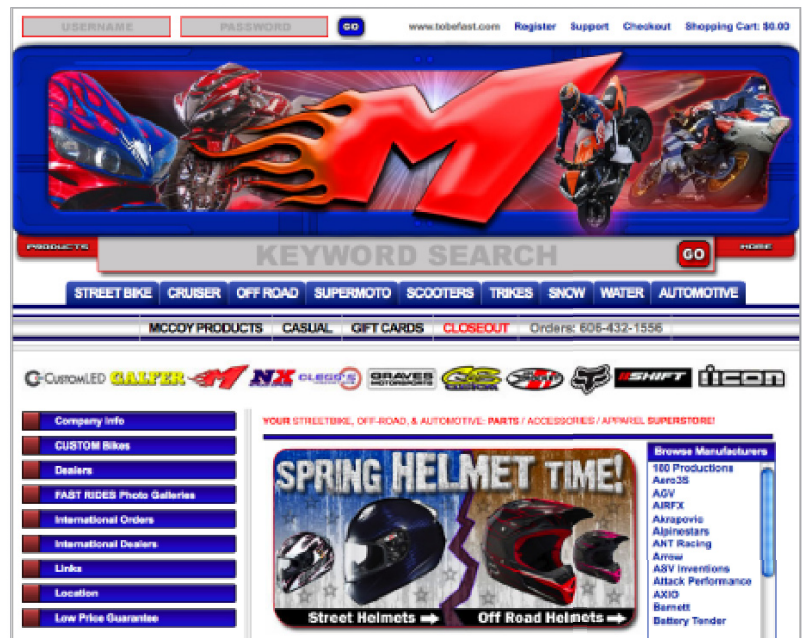 USERNAME PASSWORD GO www.tobefast.com Register Support Checkout Shopping Cart: $0.00
M
PRODUCTS KEYWORD SEARCH GO HOME
STREET BIKE CRUISER OFF ROAD SUPERMOTO SCOOTERS TRIKES SNOW WATER AUTOMOTIVE
MCCOY PRODUCTS CASUAL GIFT CARDS CLOSEOUT Orders: 606-432-1556
CUSTOMLED GALFER M NX CLEGG'S GRAVES MOTORSPORTS SHIFT icon
Company Info
CUSTOM Bikes
Dealers
FAST RIDES Photo Galleries
International Orders
International Dealers
Links
Location
Low Price Guarantee
YOUR STREETBIKE, OFF-ROAD, & AUTOMOTIVE: PARTS / ACCESSORIES / APPAREL SUPERSTORE!
SPRING HELMET TIME!
Street Helmets Off Road Helmets
Browse Manufacturers
100 Productions
Aero3S
AGV
AIRFX
Akrapovic
Alpinestars
ANT Racing
Arrow
ASV Inventions
Attack Performance
AXIO
Barnett
Battery Tender